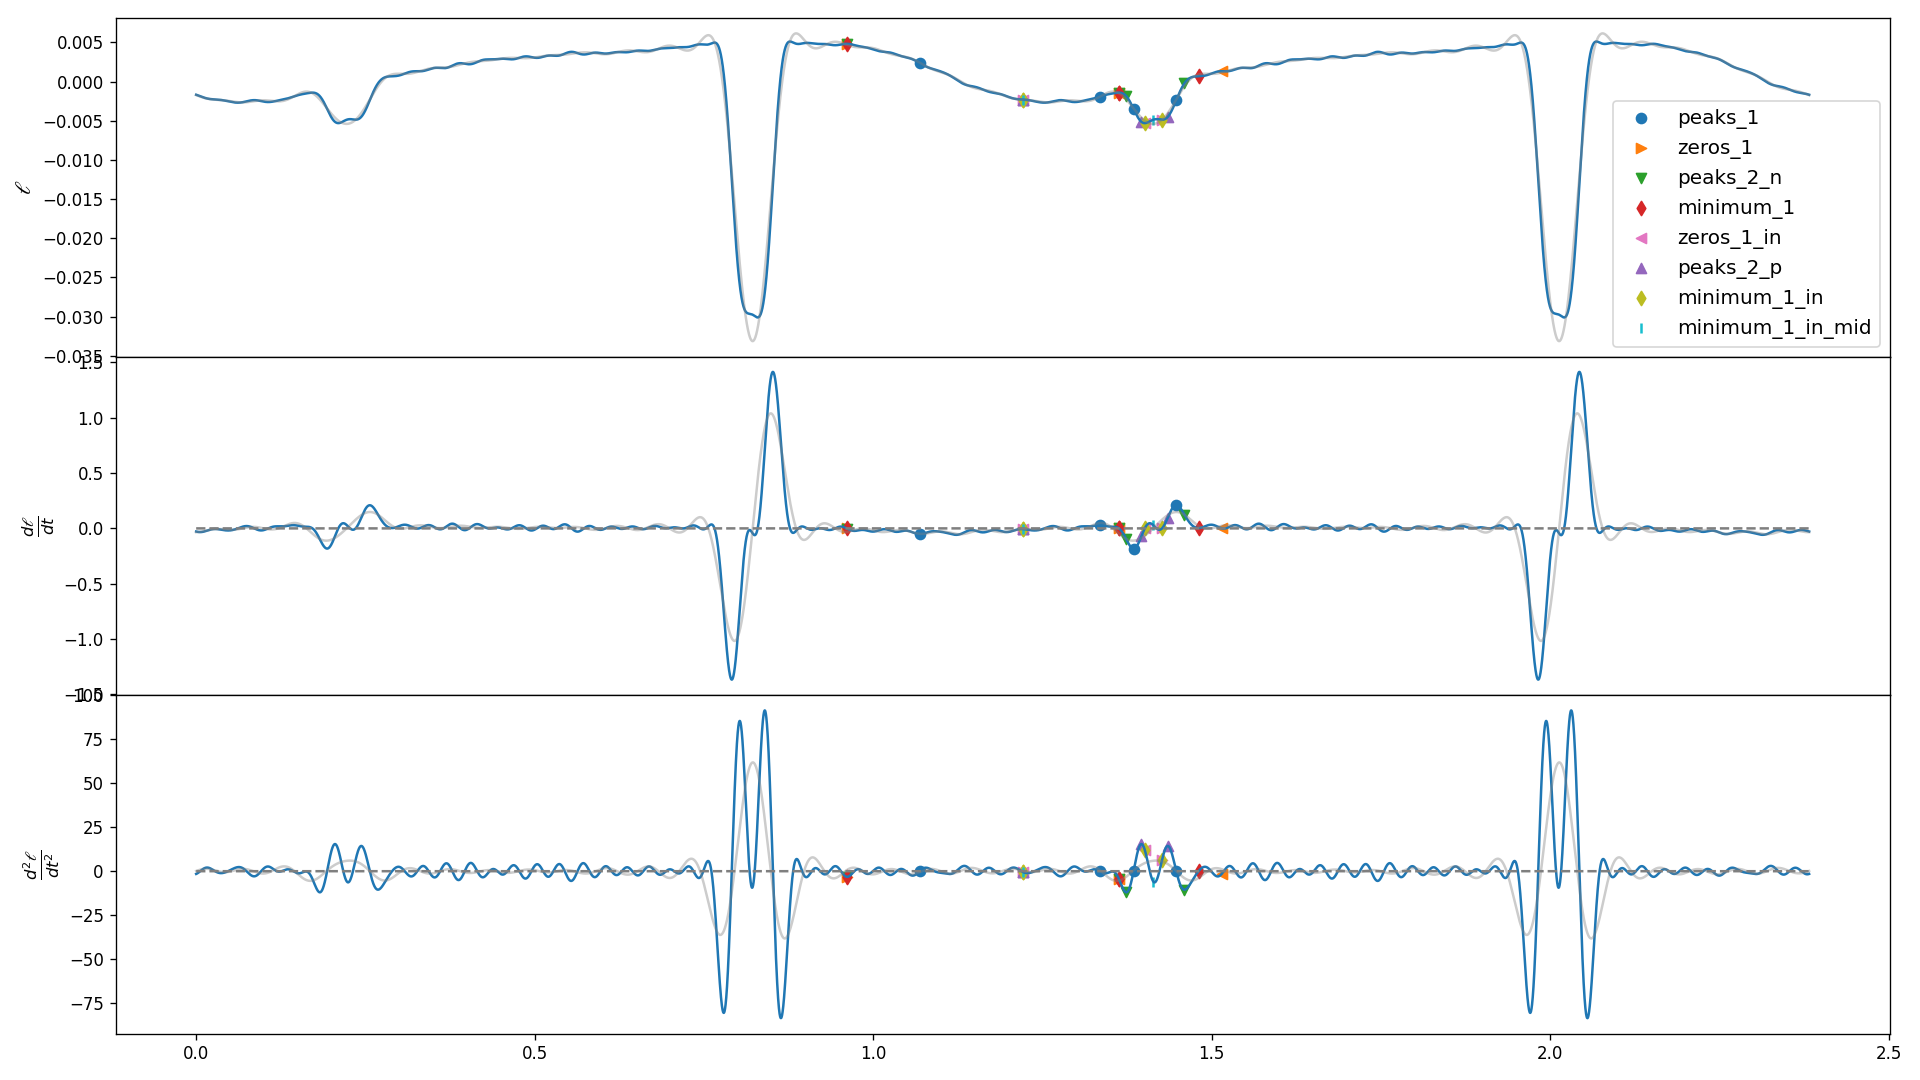 0.005
0.000
−0.005
−0.010
−0.015
−0.020
−0.025
−0.030
−0.035
ℓ
peaks_1
zeros_1
peaks_2_n
minimum_1
zeros_1_in
peaks_2_p
minimum_1_in
minimum_1_in_mid
1.5
1.0
0.5
0.0
−0.5
−1.0
−1.5
dℓ
dt
100
75
50
25
0
−25
−50
−75
d²ℓ
dt²
0.0 0.5 1.0 1.5 2.0 2.5